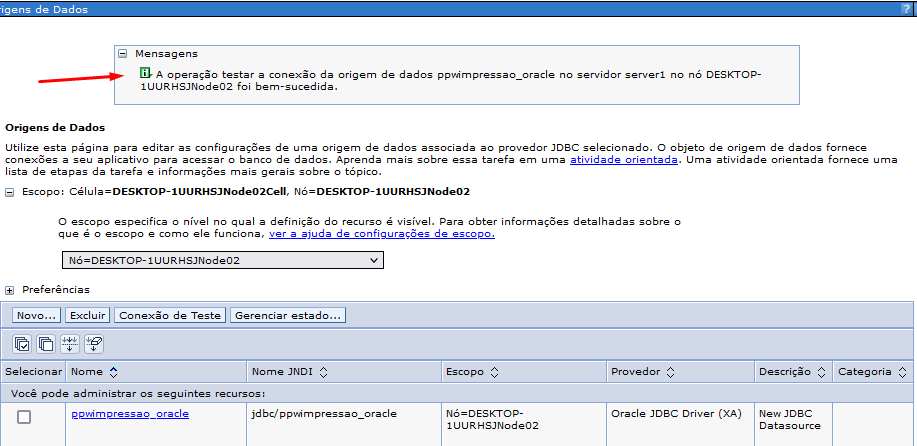 rigens de Dados
?
Mensagens
A operação testar a conexão da origem de dados ppwimpressao_oracle no servidor server1 no nó DESKTOP-
1UURHSJNode02 foi bem-sucedida.
Origens de Dados
Utilize esta página para editar as configurações de uma origem de dados associada ao provedor JDBC selecionado. O objeto de origem de dados fornece
conexões a seu aplicativo para acessar o banco de dados. Aprenda mais sobre essa tarefa em uma atividade orientada. Uma atividade orientada fornece uma
lista de etapas da tarefa e informações mais gerais sobre o tópico.
Escopo: Célula=DESKTOP-1UURHSJNode02Cell, Nó=DESKTOP-1UURHSJNode02
O escopo especifica o nível no qual a definição do recurso é visível. Para obter informações detalhadas sobre o
que é o escopo e como ele funciona, ver a ajuda de configurações de escopo.
Nó=DESKTOP-1UURHSJNode02
Preferências
Novo... Excluir Conexão de Teste Gerenciar estado...
Selecionar Nome Nome JNDI Escopo Provedor Descrição Categoria
Você pode administrar os seguintes recursos:
ppwimpressao_oracle jdbc/ppwimpressao_oracle Nó=DESKTOP- Oracle JDBC Driver (XA) New JDBC
1UURHSJNode02 Datasource